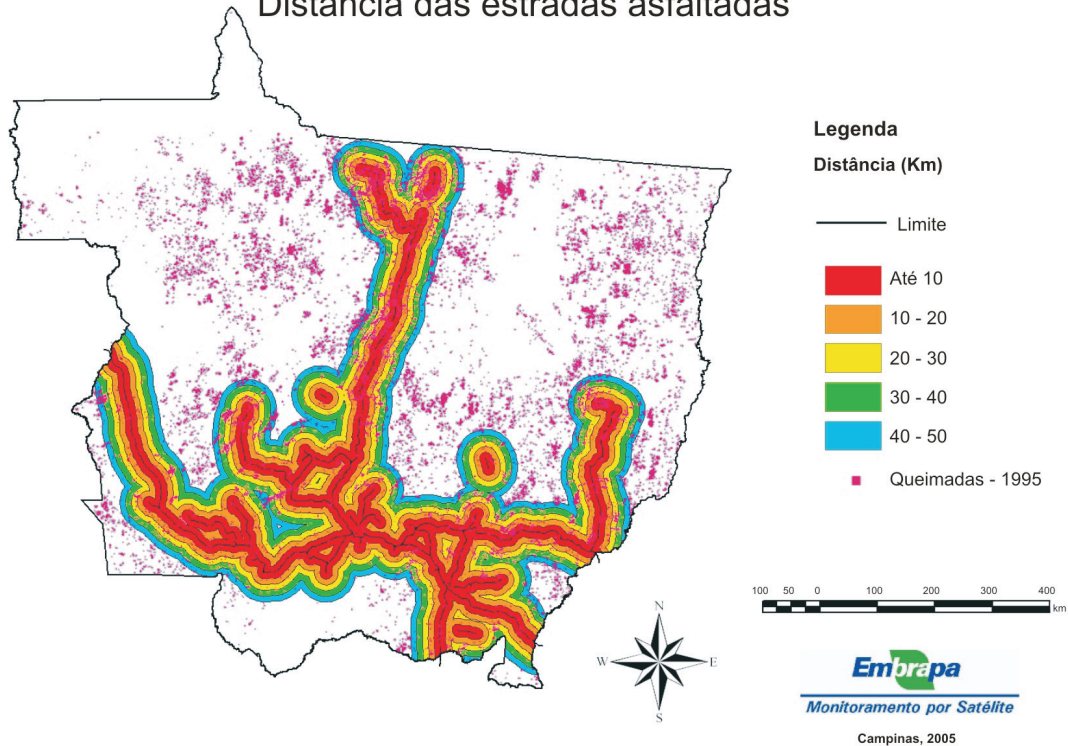 Distância das estradas asfaltadas
Legenda
Distância (Km)
Limite
Até 10
10 - 20
20 - 30
30 - 40
40 - 50
Queimadas - 1995
100 50 0 100 200 300 400
km
N
W E
S
Embrapa
Monitoramento por Satélite
Campinas, 2005